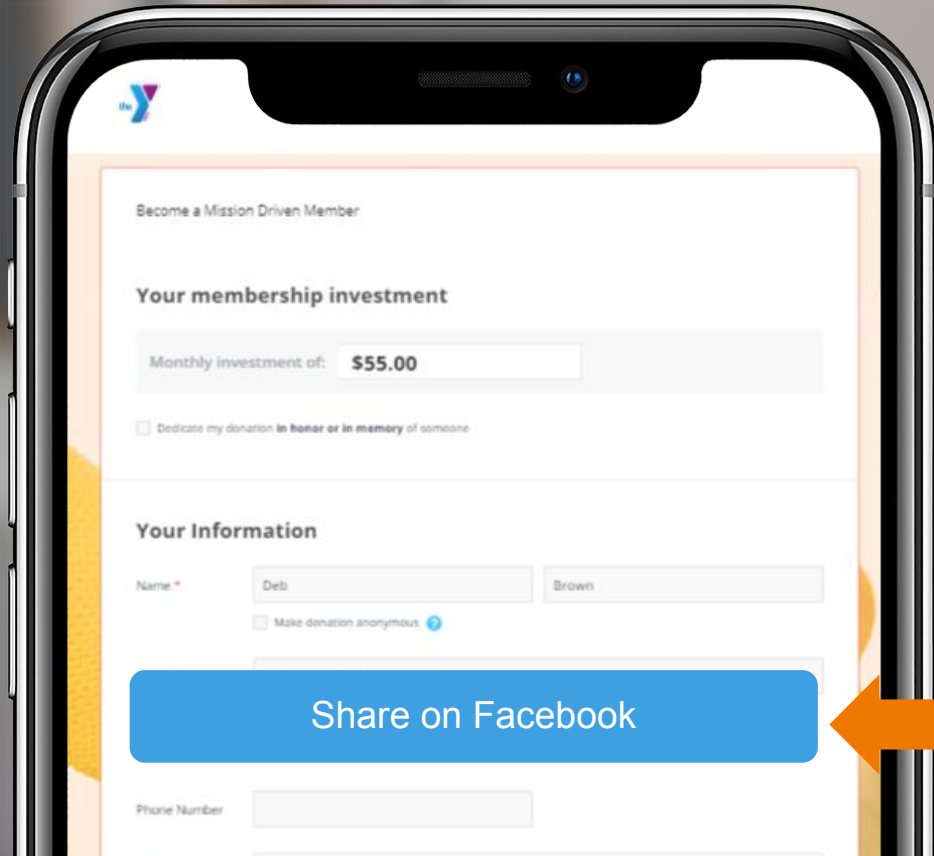 the Y
Become a Mission Driven Member
Your membership investment
Monthly investment of: $55.00
Dedicate my donation in honor or in memory of someone
Your Information
Name * Deb Brown
Make donation anonymous ?
Share on Facebook
Phone Number